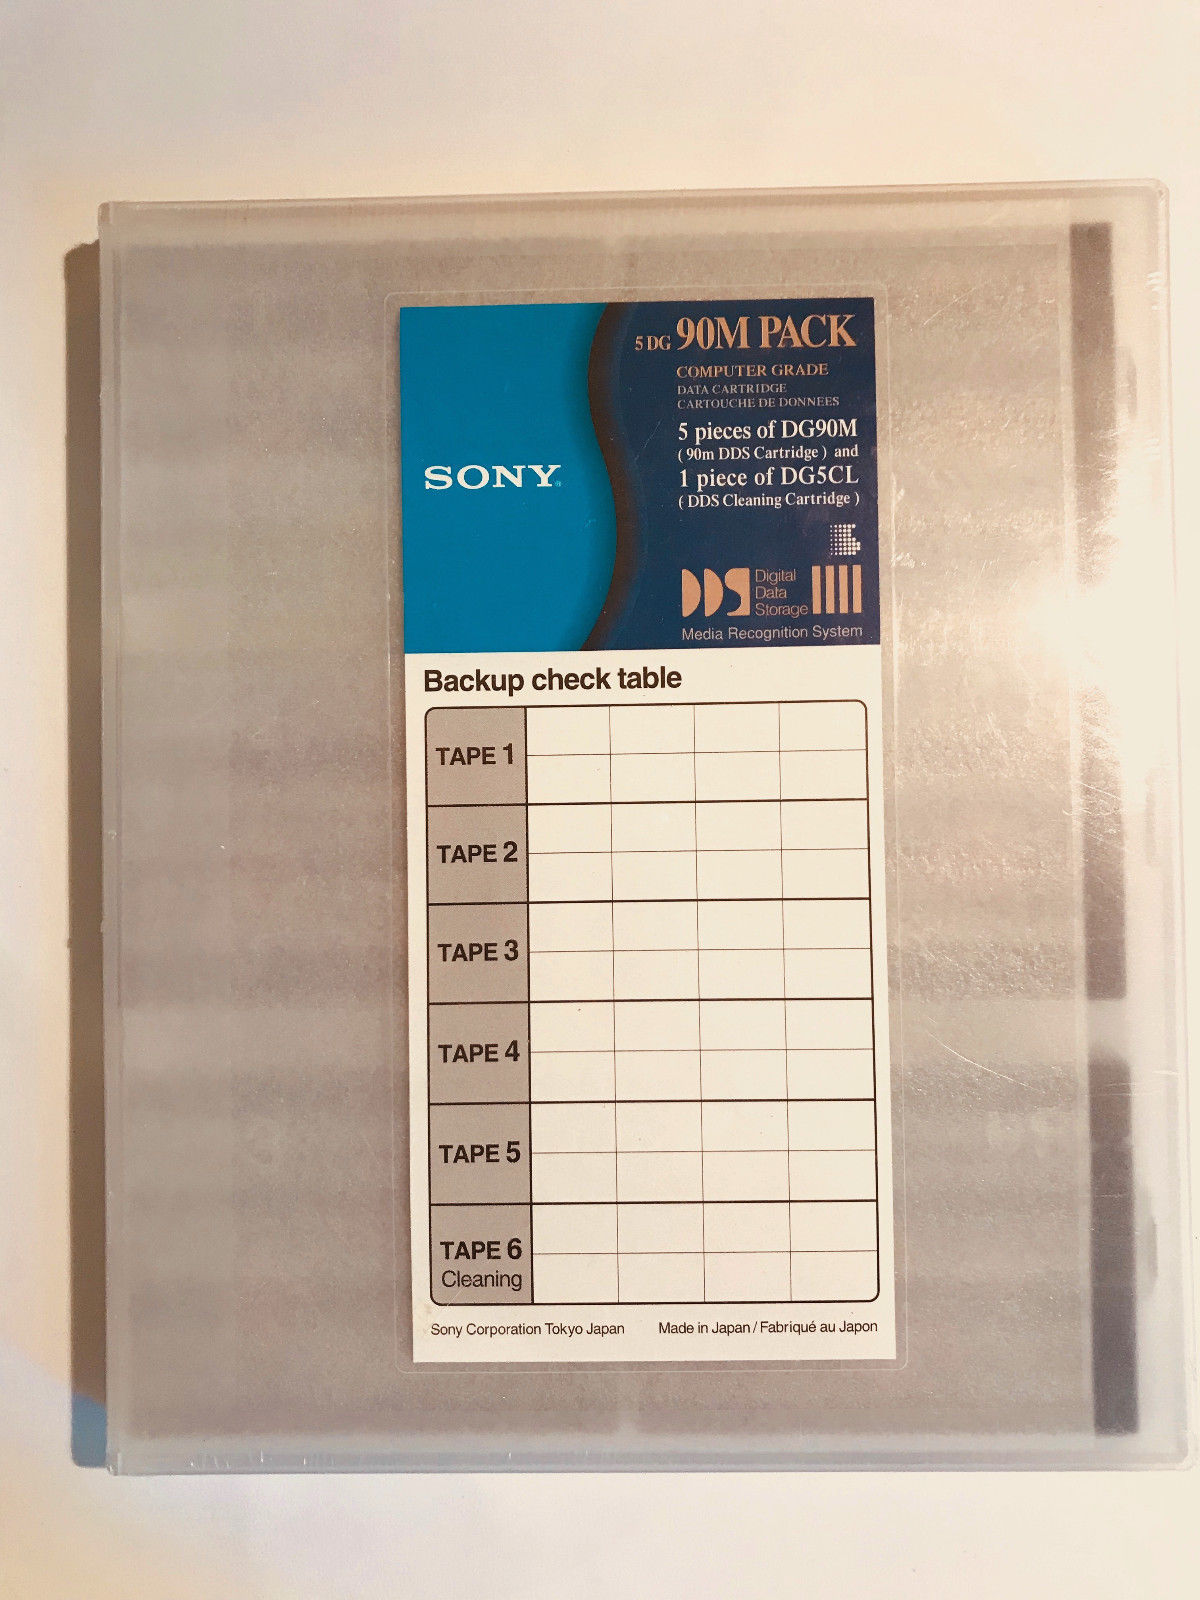 SONY®
5 DG 90M PACK
COMPUTER GRADE
DATA CARTRIDGE
CARTOUCHE DE DONNEES
5 pieces of DG90M
( 90m DDS Cartridge ) and
1 piece of DG5CL
( DDS Cleaning Cartridge )
DDS Digital
Data
Storage
Media Recognition System
Backup check table
TAPE 1
TAPE 2
TAPE 3
TAPE 4
TAPE 5
TAPE 6
Cleaning
Sony Corporation Tokyo Japan Made in Japan / Fabriqué au Japon